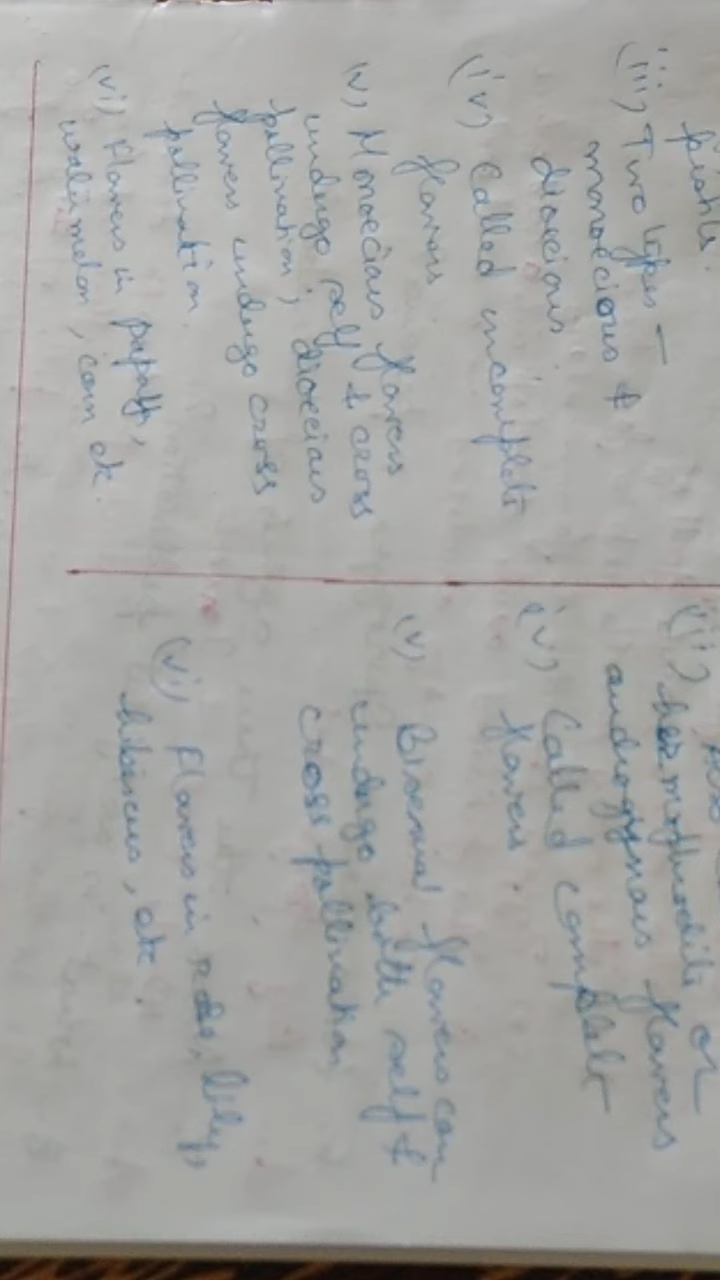 pistil.
(iii) Two types –
monoecious &
dioecious
(iv) Called incomplete
flowers.
v) Monoecious flowers
undergo self & cross
pollination, dioecious
flowers undergo cross
pollination.
(vi) Flowers in papaya,
watermelon, corn etc.
(iii) hermaphrodite or
androgynous flowers
(iv) Called complete
flowers.
(v) Bisexual flowers can
undergo both self &
cross pollination
(vi) Flowers in rose, lily,
hibiscus, etc.